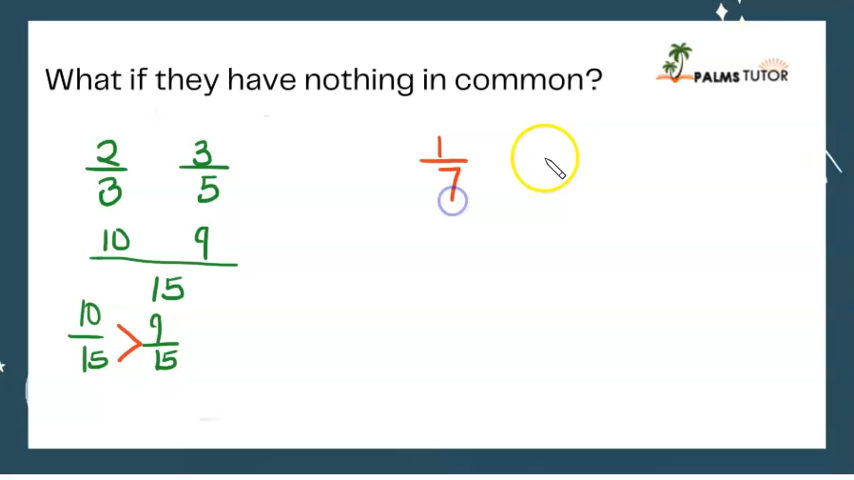 What if they have nothing in common?
PALMS TUTOR
2/3 3/5
10 9
15
10/15 > 9/15
1/7